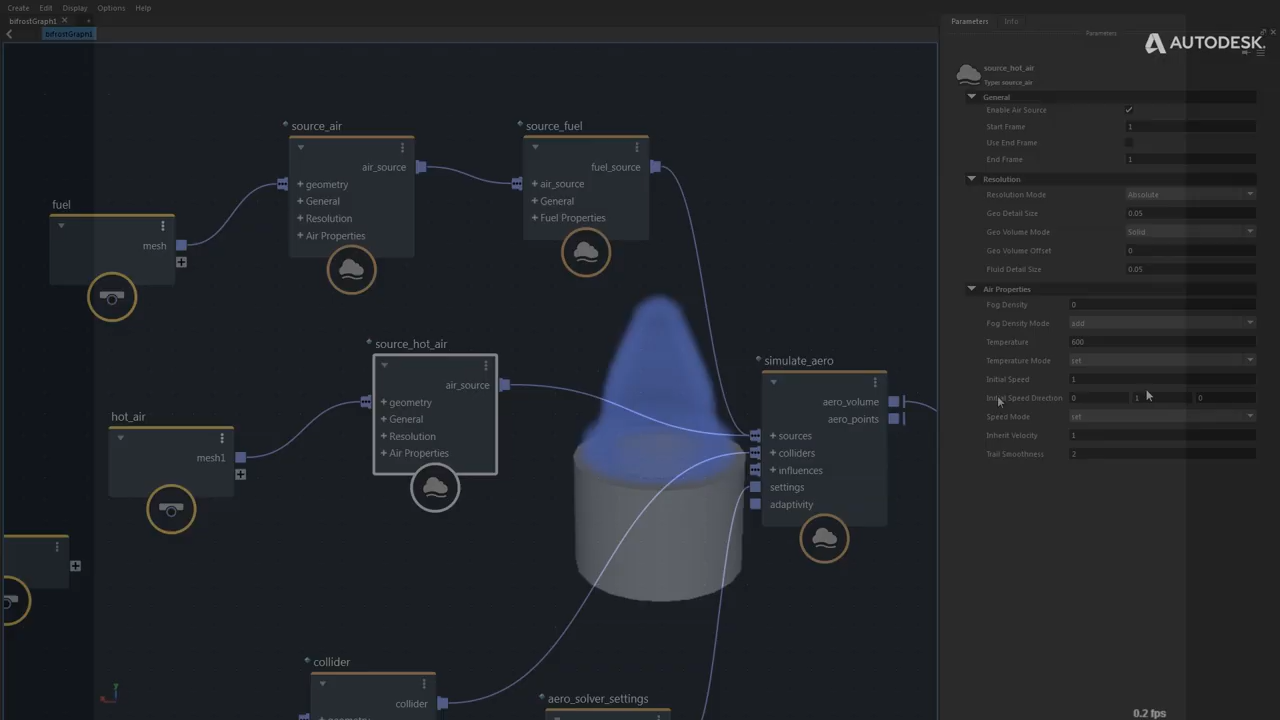 Create Edit Display Options Help
bifrostGraph1
bifrostGraph1
source_air
air_source
geometry
General
Resolution
Air Properties
source_fuel
fuel_source
air_source
General
Fuel Properties
fuel
mesh
source_hot_air
air_source
geometry
General
Resolution
Air Properties
hot_air
mesh1
simulate_aero
aero_volume
aero_points
sources
colliders
influences
settings
adaptivity
collider
collider
geometry
aero_solver_settings
Parameters Info
Parameters
AUTODESK.
source_hot_air
Type: source_air
General
Enable Air Source
Start Frame 1
Use End Frame
End Frame 1
Resolution
Resolution Mode Absolute
Geo Detail Size 0.05
Geo Volume Mode Solid
Geo Volume Offset 0
Fluid Detail Size 0.05
Air Properties
Fog Density 0
Fog Density Mode add
Temperature 600
Temperature Mode set
Initial Speed 1
Initial Speed Direction 0 1 0
Speed Mode set
Inherit Velocity 1
Trail Smoothness 2
0.2 fps